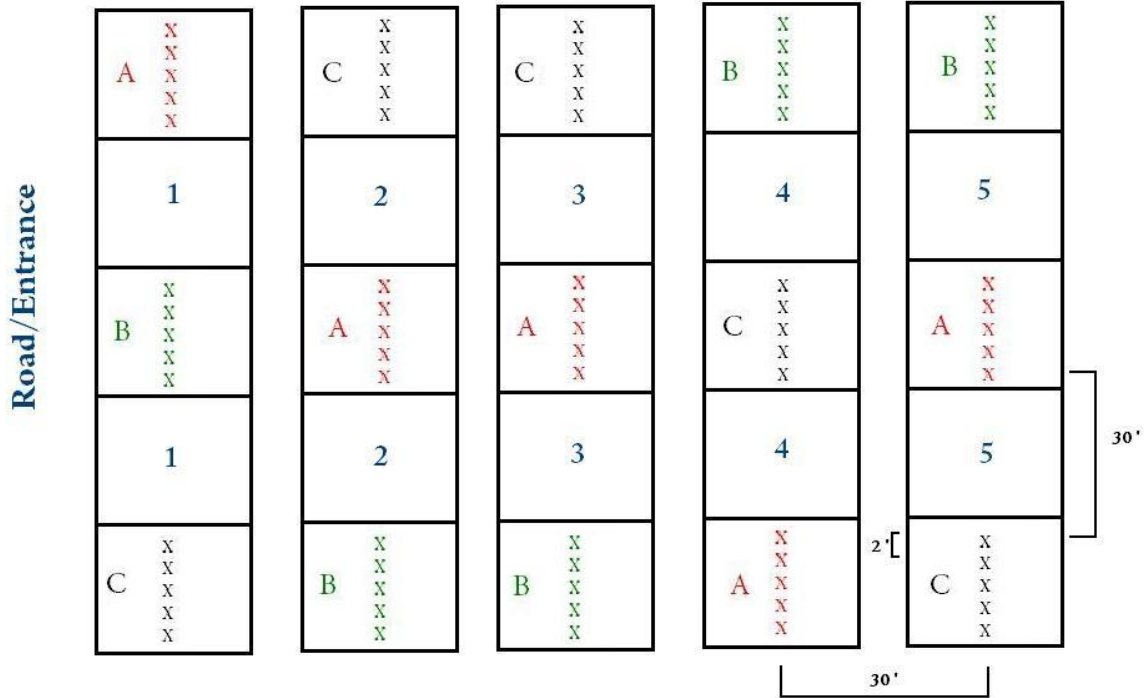 Road/Entrance
x x x x x
x x x x x
A x C x C x B x B x
x x x x x
x x x x x
1 2 3 4 5
x x x x x
x x x x x
B x A x A x C x A x
x x x x x
x x x x x
30'
1 2 3 4 5
x x x x 2' x
x x x x x
C x B x B x A x C x
x x x x x
x x x x x
30'